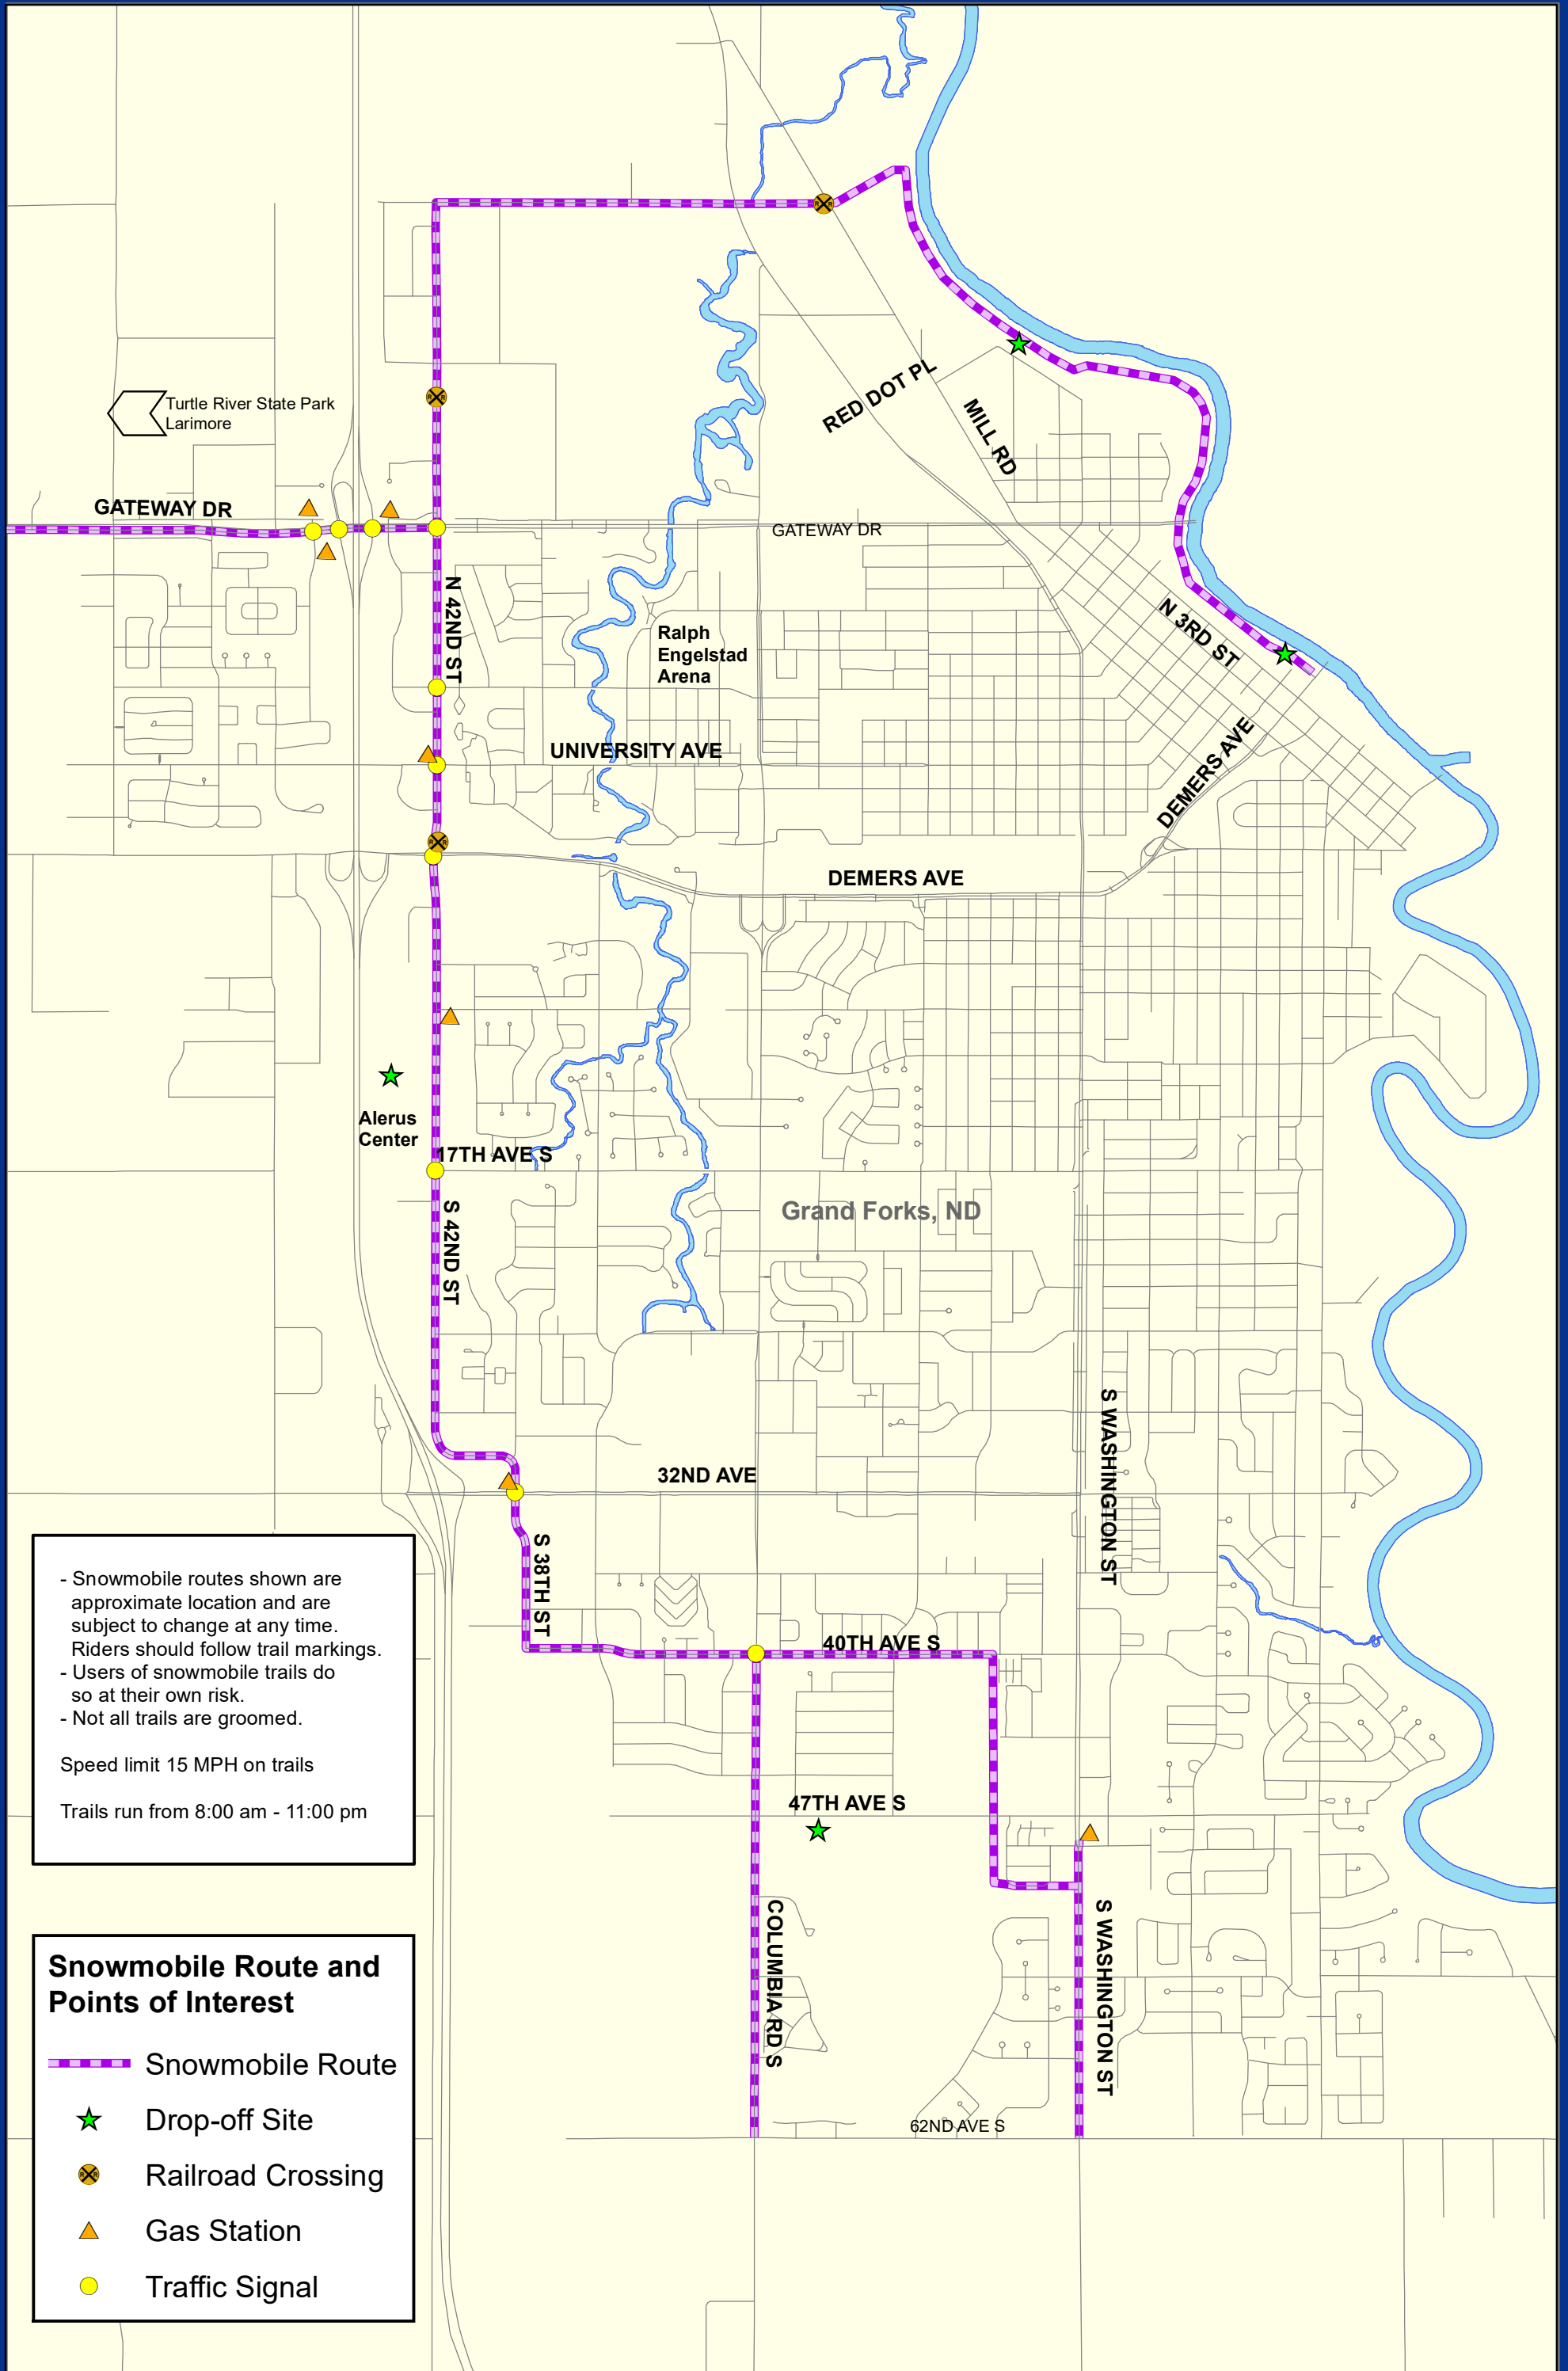 Turtle River State Park
Larimore
RED DOT PL
MILL RD
GATEWAY DR
GATEWAY DR
N 42ND ST
N 3RD ST
Ralph
Engelstad
Arena
UNIVERSITY AVE
DEMERS AVE
DEMERS AVE
Alerus
Center
17TH AVE S
S 42ND ST
Grand Forks, ND
S WASHINGTON ST
32ND AVE
S 38TH ST
40TH AVE S
47TH AVE S
COLUMBIA RD S
S WASHINGTON ST
62ND AVE S
- Snowmobile routes shown are
approximate location and are
subject to change at any time.
Riders should follow trail markings.
- Users of snowmobile trails do
so at their own risk.
- Not all trails are groomed.
Speed limit 15 MPH on trails
Trails run from 8:00 am - 11:00 pm
Snowmobile Route and
Points of Interest
Snowmobile Route
Drop-off Site
Railroad Crossing
Gas Station
Traffic Signal